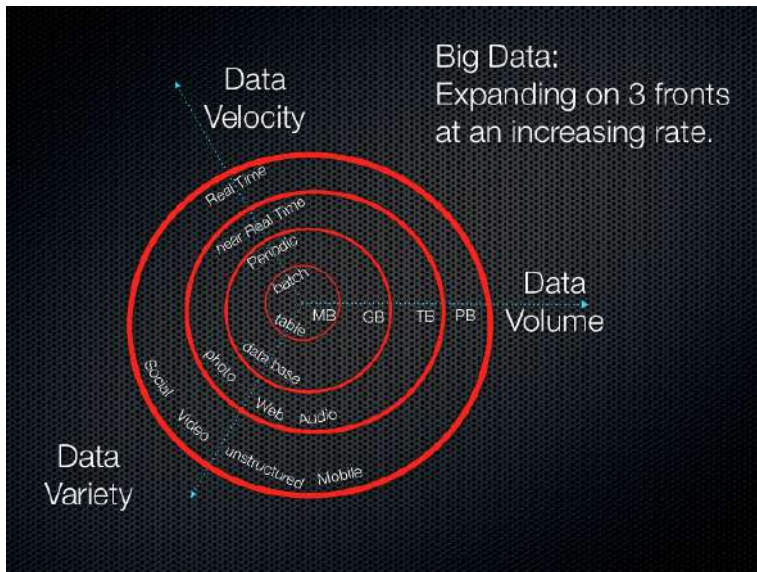 Big Data:
Expanding on 3 fronts
at an increasing rate.
Data
Velocity
Real Time
near Real Time
Periodic
batch
table
MB GB TB PB
Data
Volume
data base
photo Web Audio
Social Video unstructured Mobile
Data
Variety